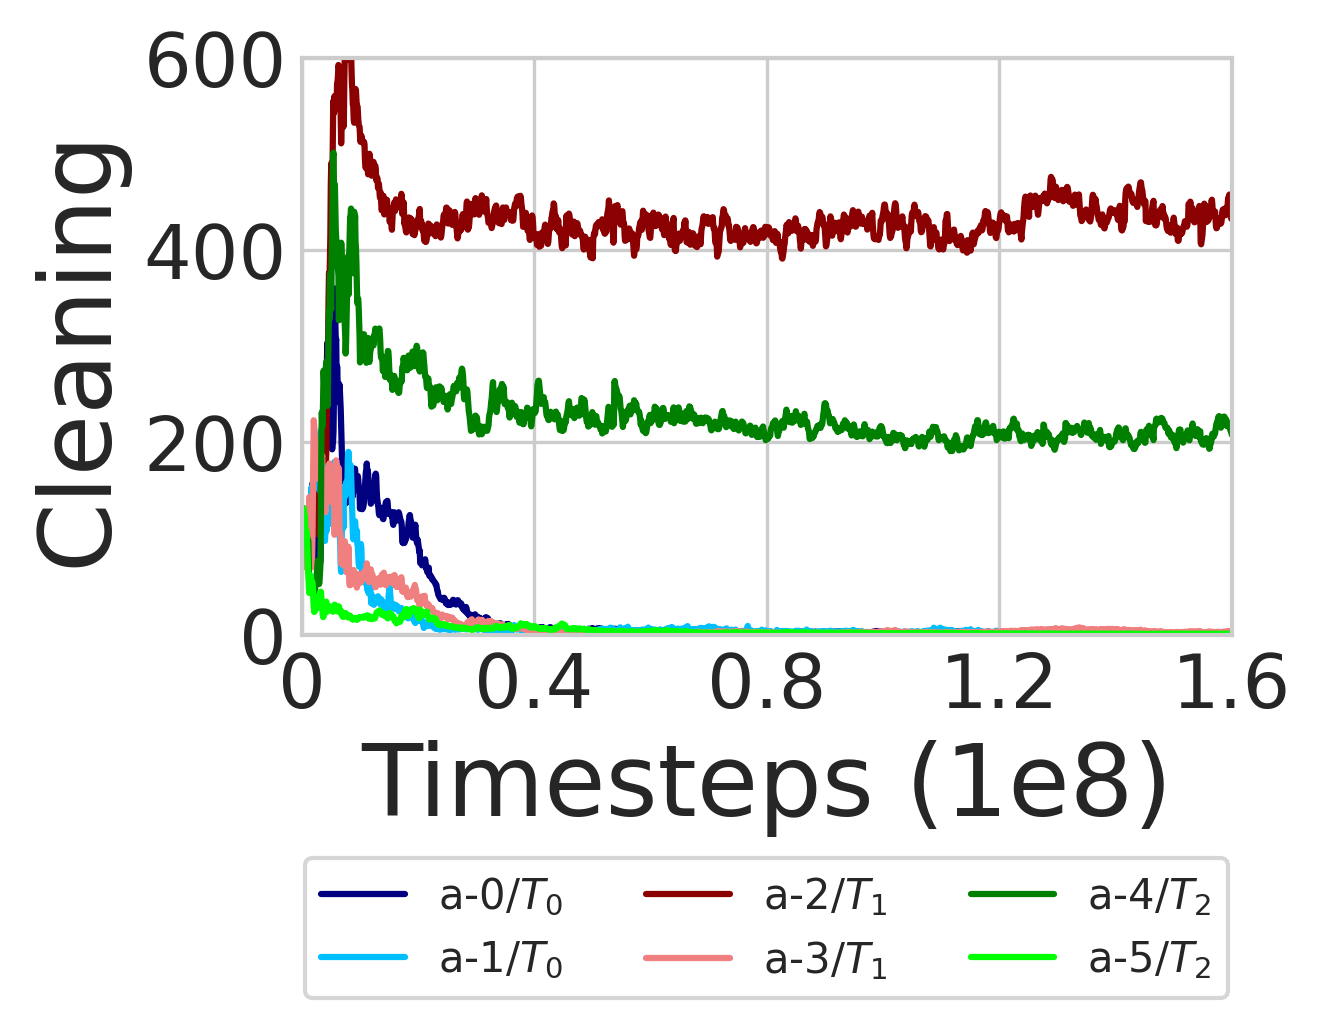 600
400
200
0
Cleaning
0 0.4 0.8 1.2 1.6
Timesteps (1e8)
a-0/T₀ a-2/T₁ a-4/T₂
a-1/T₀ a-3/T₁ a-5/T₂